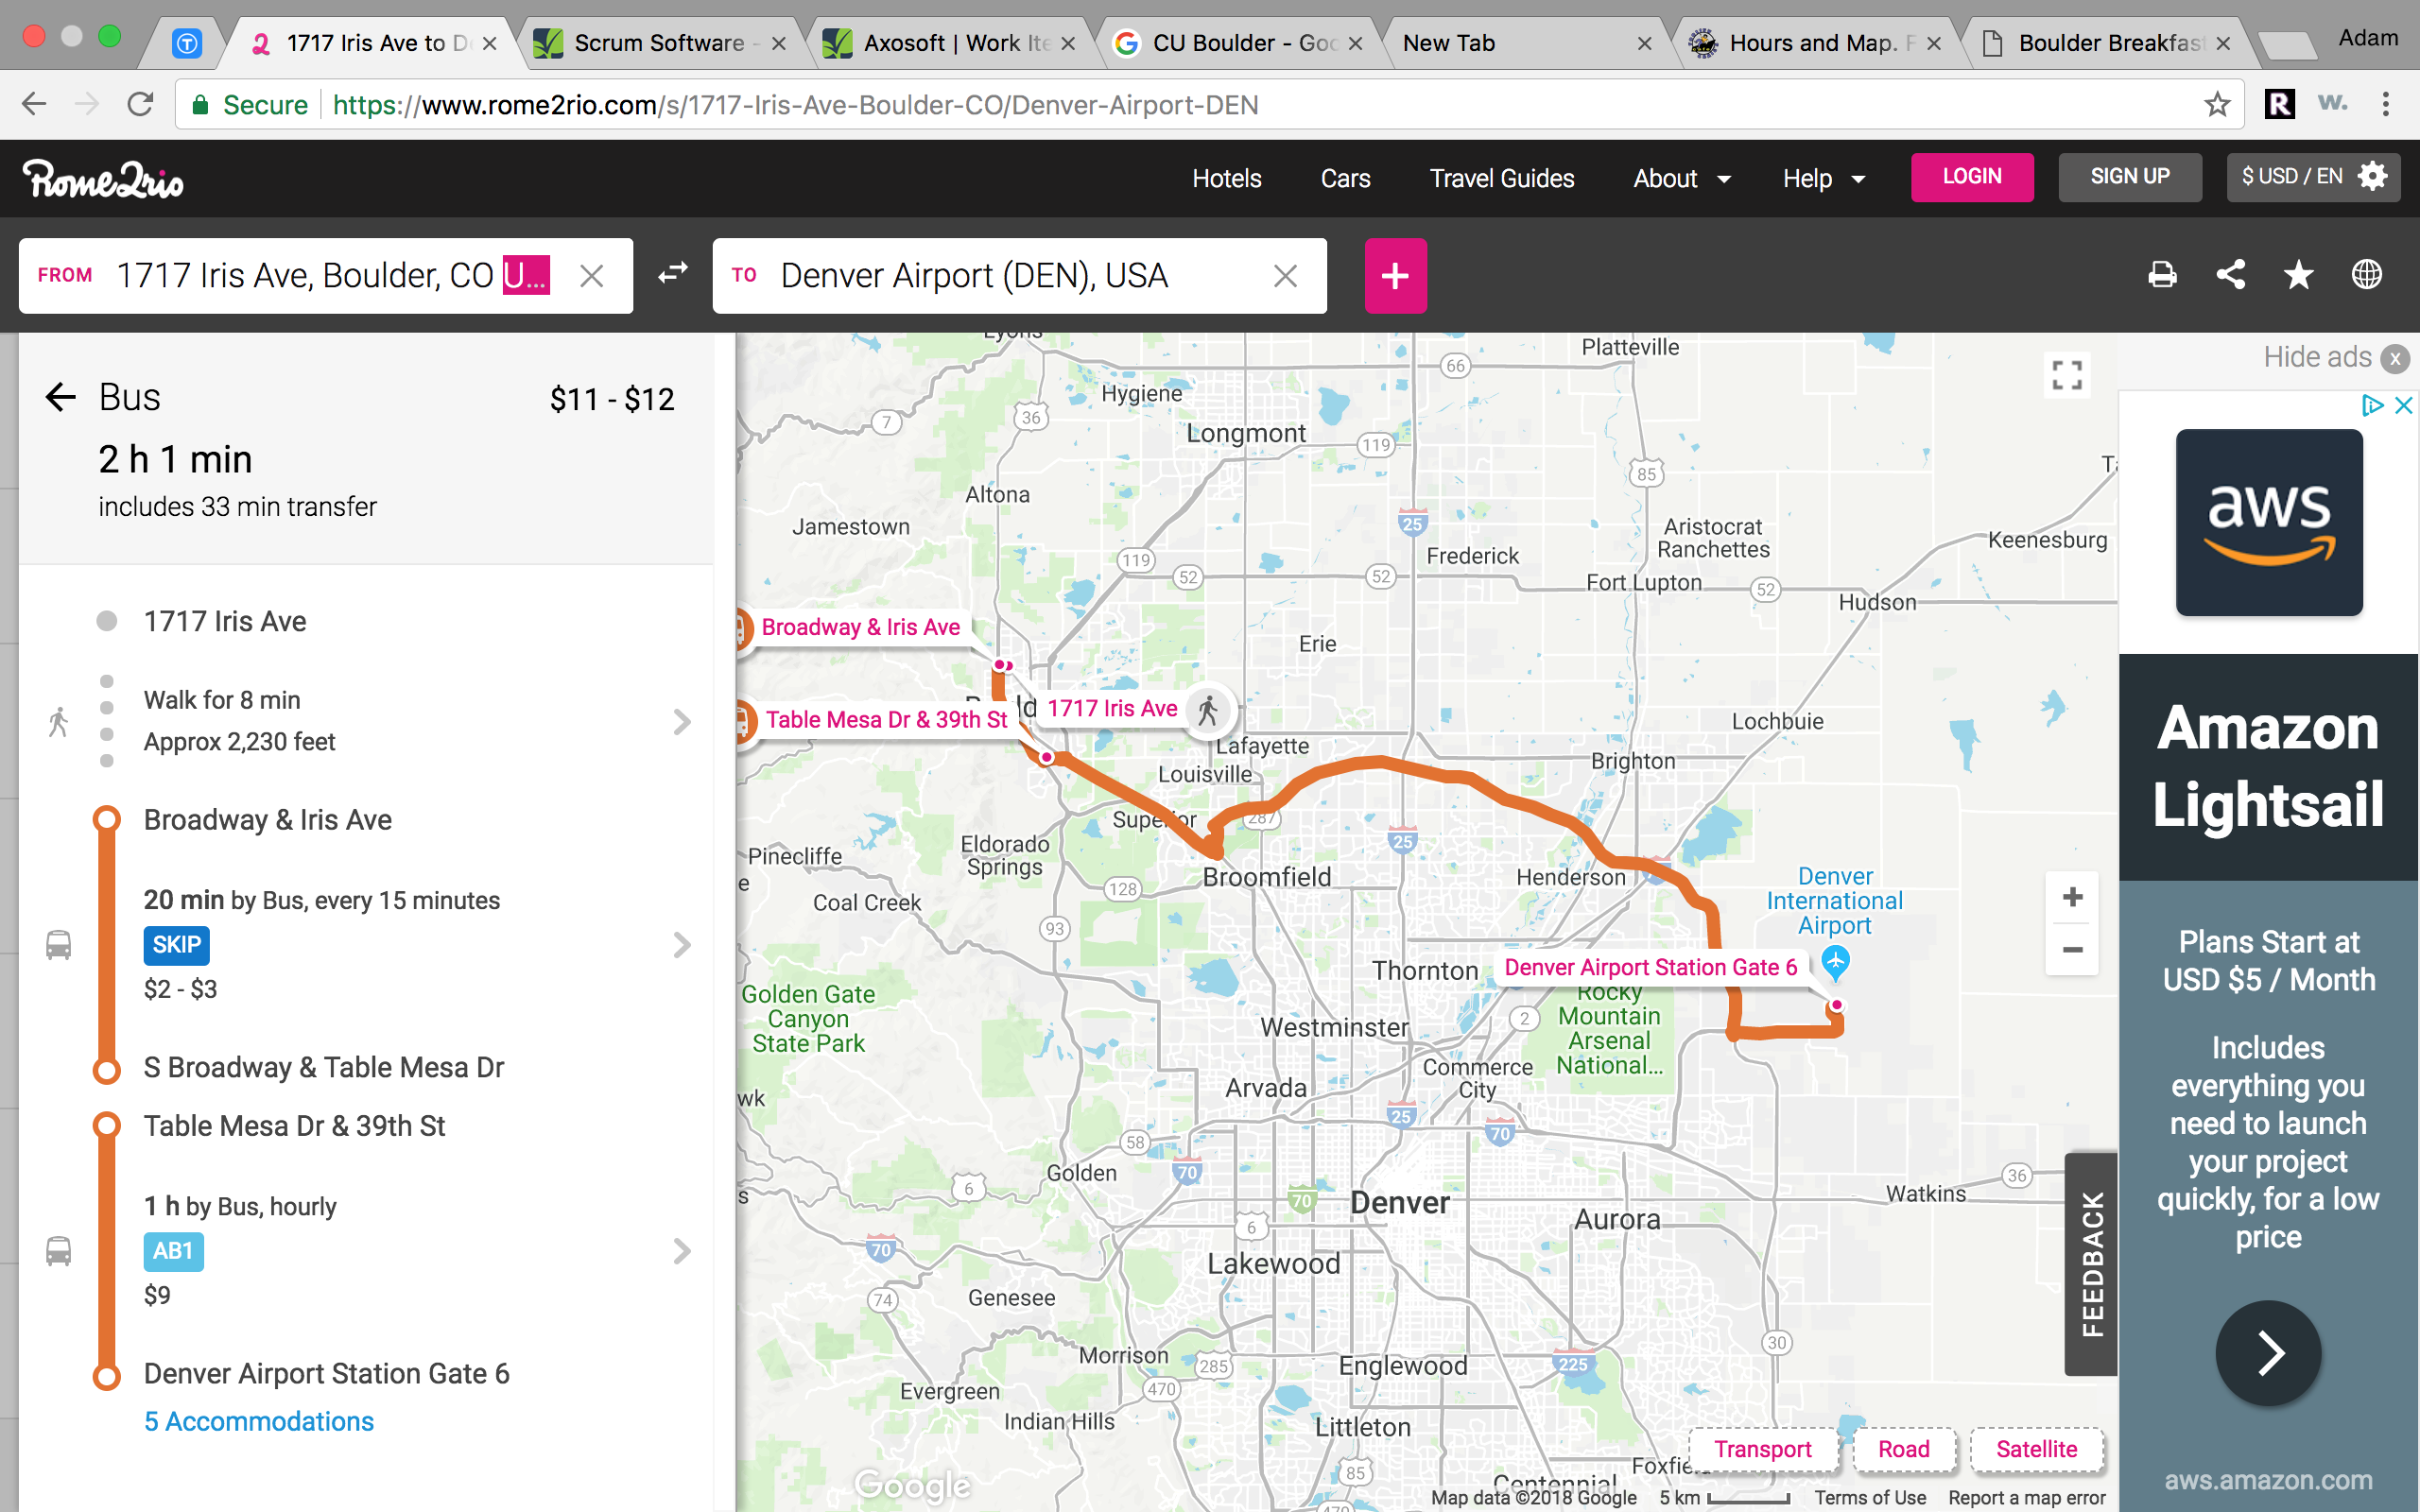 1717 Iris Ave to D
Scrum Software -
Axosoft | Work Ite
CU Boulder - Goo
New Tab
Hours and Map. F
Boulder Breakfas
Adam
Secure
https://www.rome2rio.com/s/1717-Iris-Ave-Boulder-CO/Denver-Airport-DEN
R
w.
Rome2rio
Hotels
Cars
Travel Guides
About
Help
LOGIN
SIGN UP
$ USD / EN
FROM 1717 Iris Ave, Boulder, CO U...
TO Denver Airport (DEN), USA
+
Bus
$11 - $12
2 h 1 min
includes 33 min transfer
1717 Iris Ave
Walk for 8 min
Approx 2,230 feet
Broadway & Iris Ave
20 min by Bus, every 15 minutes
SKIP
$2 - $3
S Broadway & Table Mesa Dr
Table Mesa Dr & 39th St
1 h by Bus, hourly
AB1
$9
Denver Airport Station Gate 6
5 Accommodations
Lyons
Platteville
66
Hygiene
36
7
Longmont
119
85
Altona
Jamestown
25
Aristocrat
Ranchettes
Keenesburg
Frederick
119
52
52
Fort Lupton
52
Hudson
Broadway & Iris Ave
Erie
1717 Iris Ave
Table Mesa Dr & 39th St
Lochbuie
Lafayette
Louisville
Brighton
Superior
287
25
Eldorado
Springs
Pinecliffe
Broomfield
Henderson
Denver
International
Airport
128
Coal Creek
93
Thornton
Denver Airport Station Gate 6
Golden Gate
Canyon
State Park
Rocky
Mountain
Arsenal
National...
2
Westminster
Commerce
City
Arvada
wk
25
70
58
Golden
70
6
70
36
Watkins
Denver
Aurora
6
70
Lakewood
Genesee
74
30
Morrison
285
Englewood
225
Evergreen
470
Indian Hills
Littleton
85
Foxfie
Centennial
470
Google
Map data ©2018 Google
5 km
Terms of Use
Report a map error
Transport
Road
Satellite
+
−
FEEDBACK
Hide ads x
aws
Amazon
Lightsail
Plans Start at
USD $5 / Month
Includes
everything you
need to launch
your project
quickly, for a low
price
aws.amazon.com